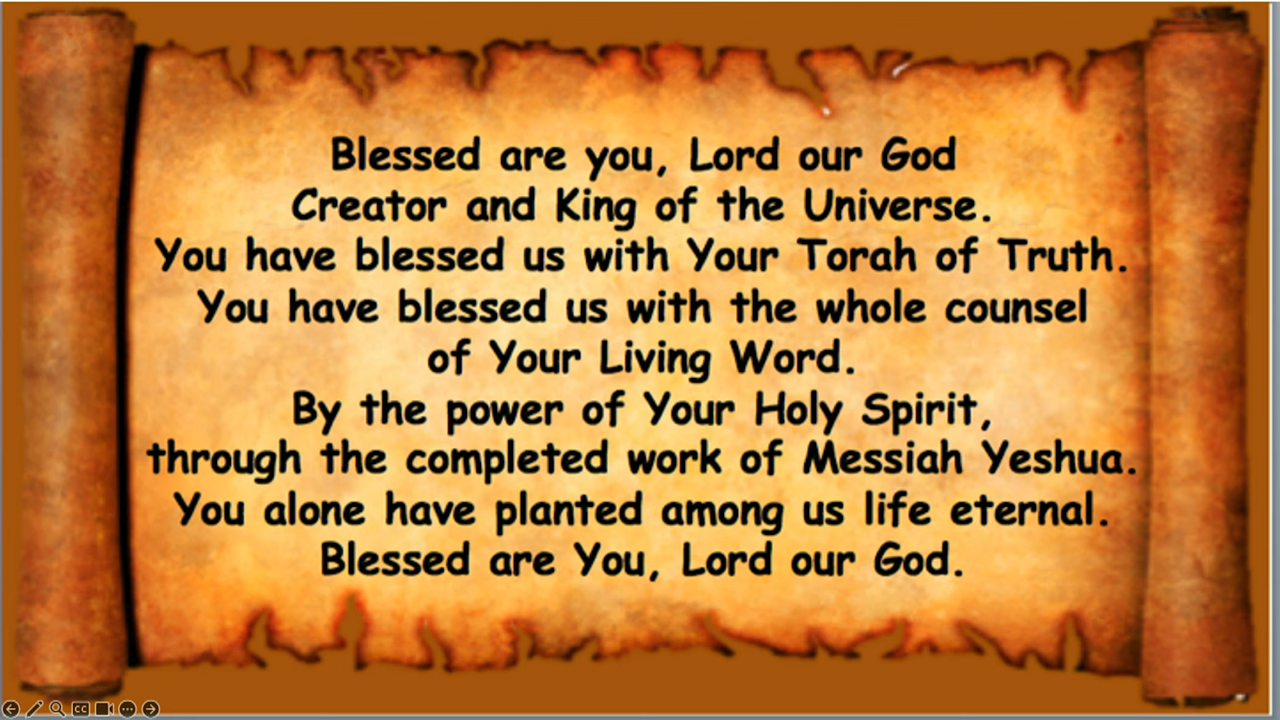 Blessed are you, Lord our God
Creator and King of the Universe.
You have blessed us with Your Torah of Truth.
You have blessed us with the whole counsel
of Your Living Word.
By the power of Your Holy Spirit,
through the completed work of Messiah Yeshua.
You alone have planted among us life eternal.
Blessed are You, Lord our God.
CC